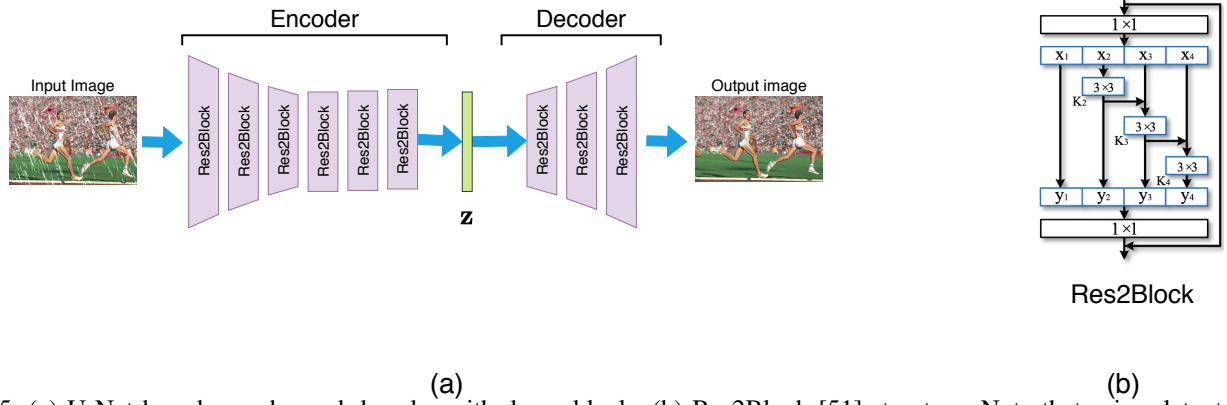 Encoder
Decoder
Input Image
Output image
Res2Block
Res2Block
Res2Block
Res2Block
Res2Block
Res2Block
Res2Block
Res2Block
Res2Block
z
(a)
1×1
x1 x2 x3 x4
3×3
K2
3×3
K3
3×3
K4
y1 y2 y3 y4
1×1
Res2Block
(b)